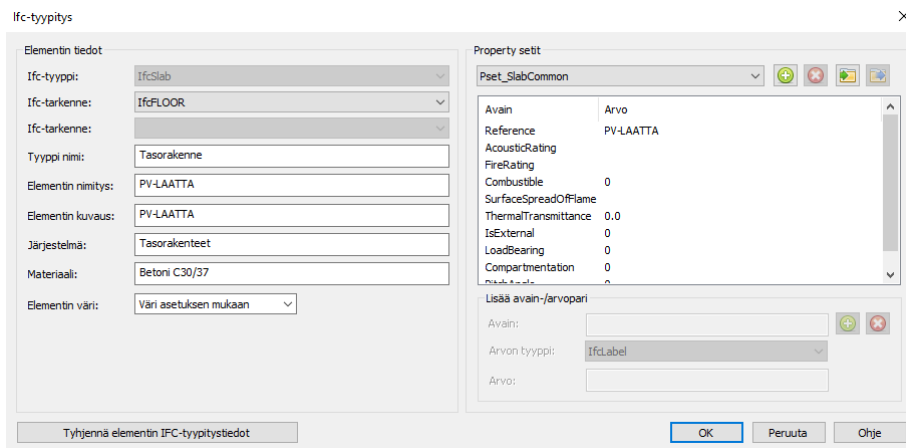 Ifc-tyypitys
Elementin tiedot
Ifc-tyyppi: IfcSlab
Ifc-tarkenne: IfcFLOOR
Ifc-tarkenne:
Tyyppi nimi: Tasorakenne
Elementin nimitys: PV-LAATTA
Elementin kuvaus: PV-LAATTA
Järjestelmä: Tasorakenteet
Materiaali: Betoni C30/37
Elementin väri: Väri asetuksen mukaan
Property setit
Pset_SlabCommon
Avain Arvo
Reference PV-LAATTA
AcousticRating
FireRating
Combustible 0
SurfaceSpreadOfFlame
ThermalTransmittance 0.0
IsExternal 0
LoadBearing 0
Compartmentation 0
PitchAngle
Lisää avain-/arvopari
Avain:
Arvon tyyppi: IfcLabel
Arvo:
Tyhjennä elementin IFC-tyypitystiedot
OK Peruuta Ohje